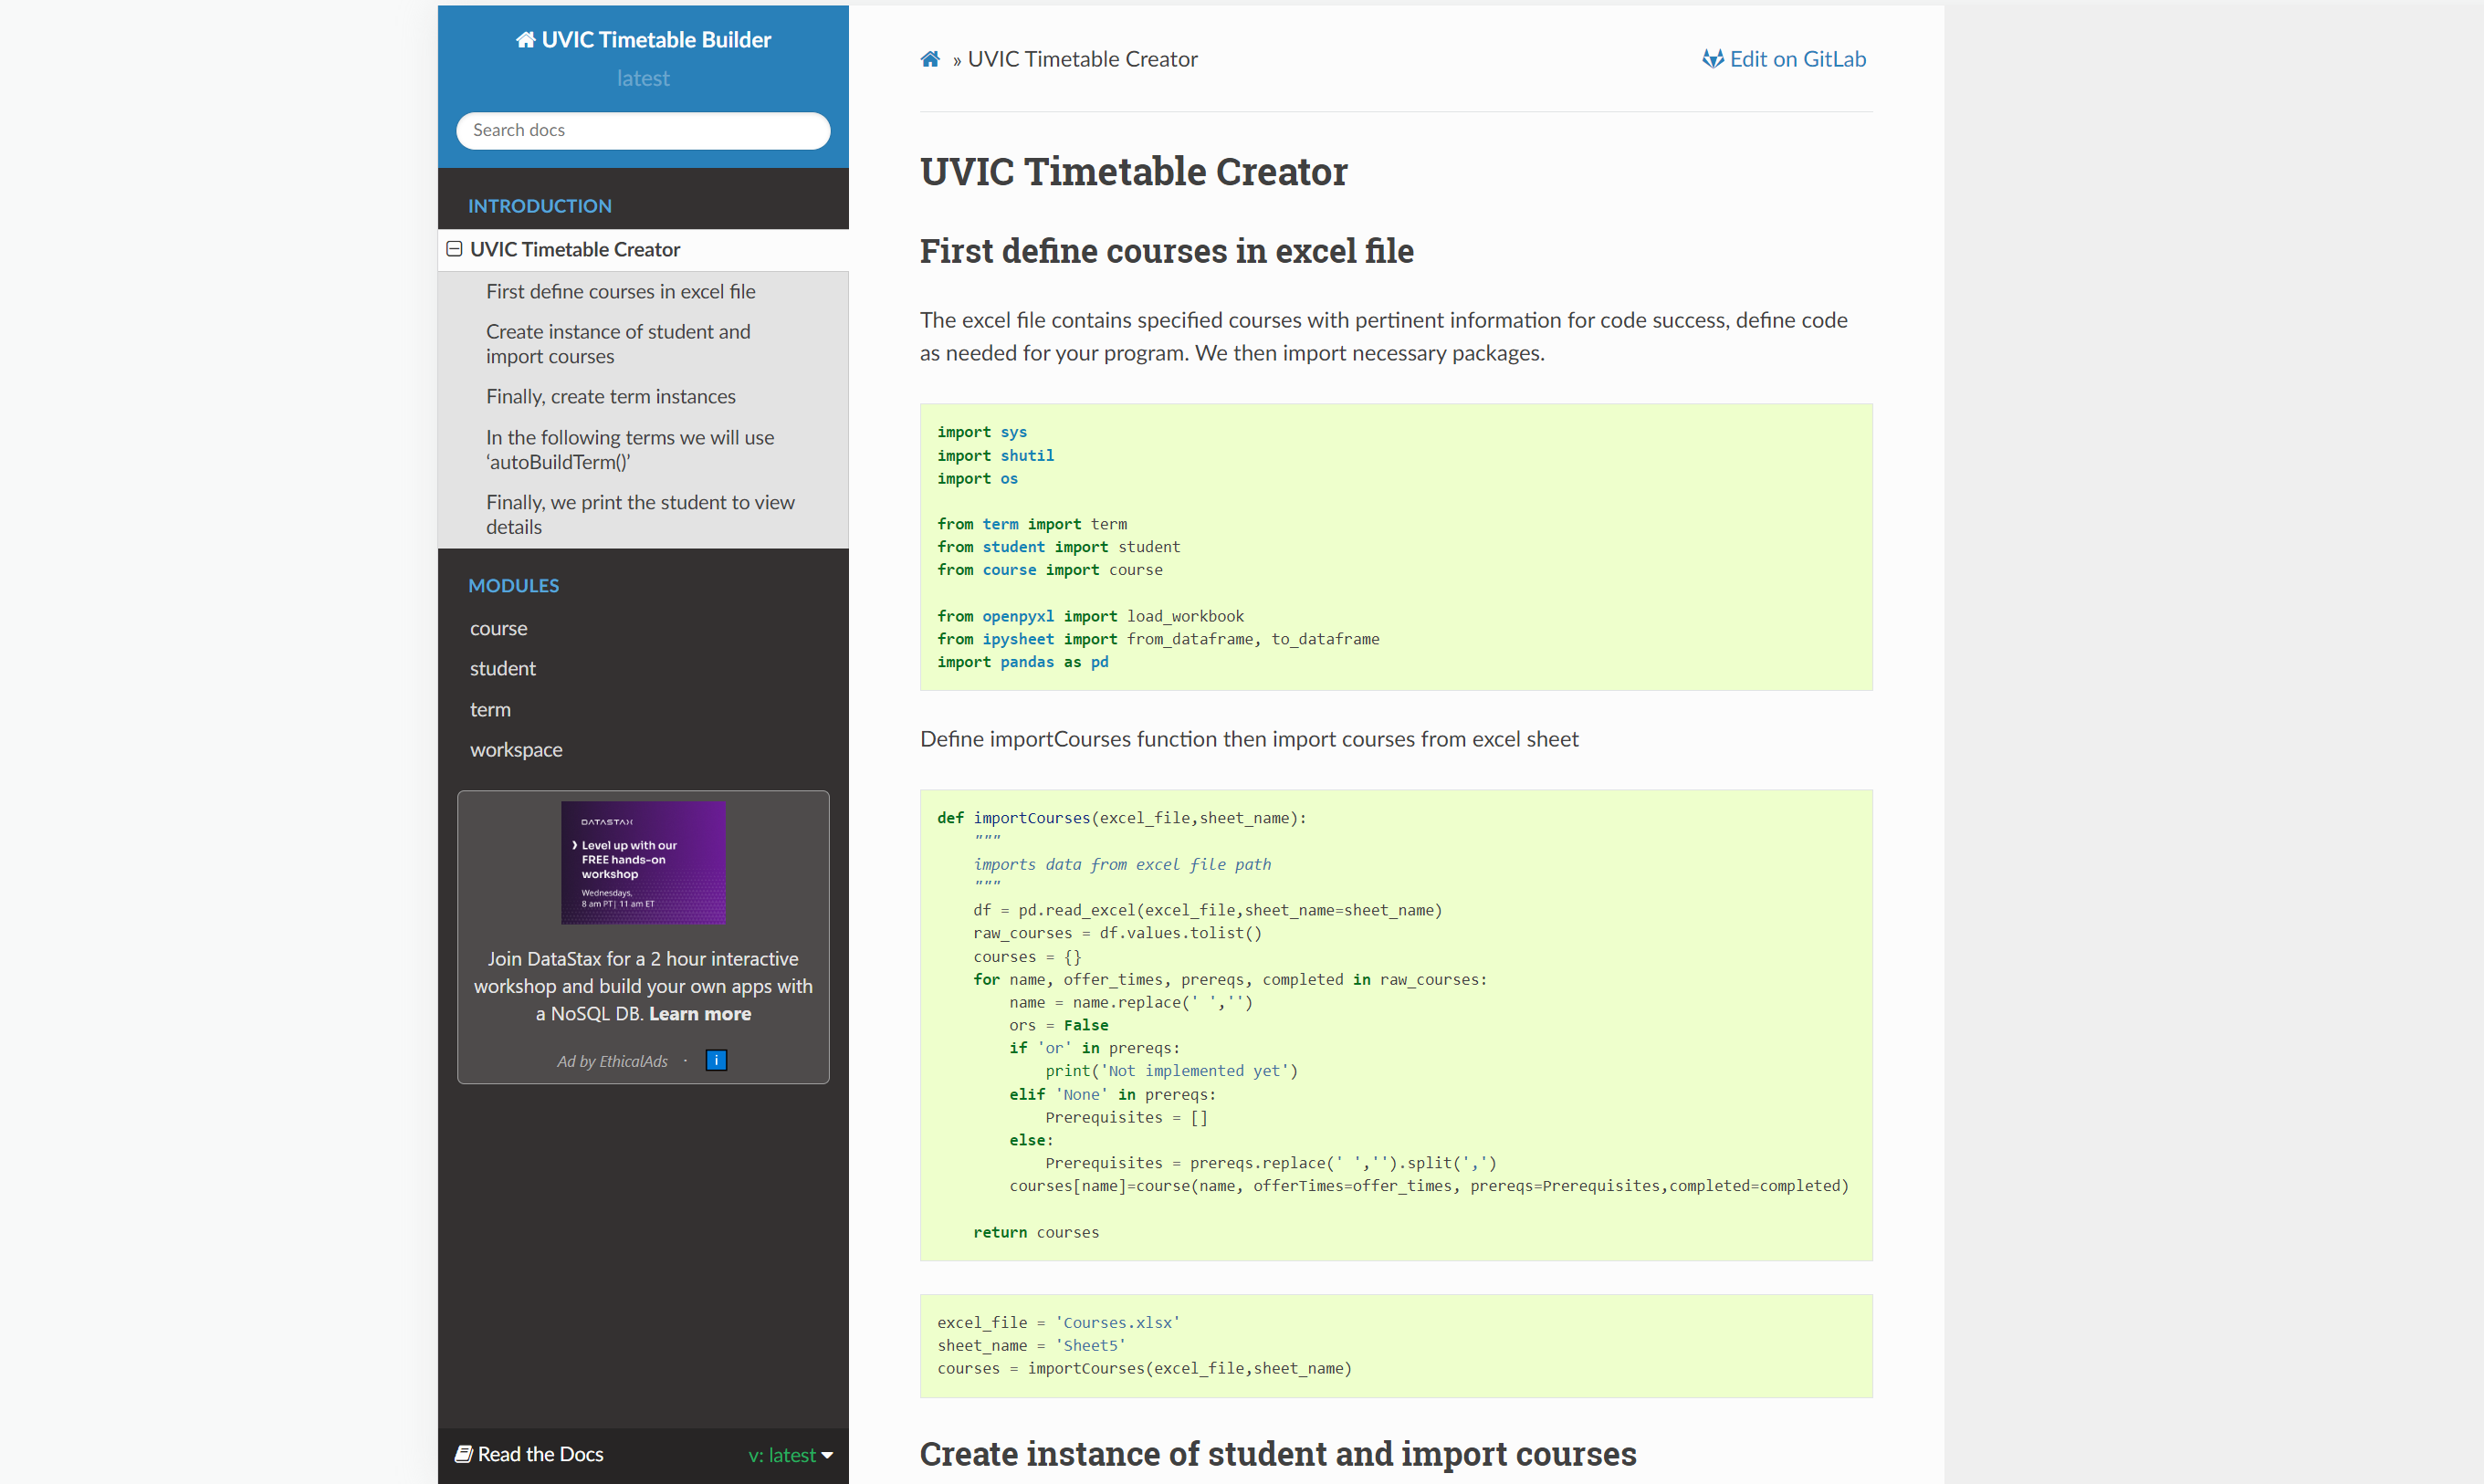 UVIC Timetable Builder
latest
Search docs
INTRODUCTION
UVIC Timetable Creator
First define courses in excel file
Create instance of student and
import courses
Finally, create term instances
In the following terms we will use
‘autoBuildTerm()’
Finally, we print the student to view
details
MODULES
course
student
term
workspace
DATASTAX
❯ Level up with our
FREE hands-on
workshop
Wednesdays,
8 am PT| 11 am ET
Join DataStax for a 2 hour interactive
workshop and build your own apps with
a NoSQL DB. Learn more
Ad by EthicalAds · i
Read the Docs v: latest
» UVIC Timetable Creator Edit on GitLab
UVIC Timetable Creator
First define courses in excel file
The excel file contains specified courses with pertinent information for code success, define code
as needed for your program. We then import necessary packages.
import sys
import shutil
import os
from term import term
from student import student
from course import course
from openpyxl import load_workbook
from ipysheet import from_dataframe, to_dataframe
import pandas as pd
Define importCourses function then import courses from excel sheet
def importCourses(excel_file,sheet_name):
    """
    imports data from excel file path
    """
    df = pd.read_excel(excel_file,sheet_name=sheet_name)
    raw_courses = df.values.tolist()
    courses = {}
    for name, offer_times, prereqs, completed in raw_courses:
        name = name.replace(' ','')
        ors = False
        if 'or' in prereqs:
            print('Not implemented yet')
        elif 'None' in prereqs:
            Prerequisites = []
        else:
            Prerequisites = prereqs.replace(' ','').split(',')
        courses[name]=course(name, offerTimes=offer_times, prereqs=Prerequisites,completed=completed)
    return courses
excel_file = 'Courses.xlsx'
sheet_name = 'Sheet5'
courses = importCourses(excel_file,sheet_name)
Create instance of student and import courses